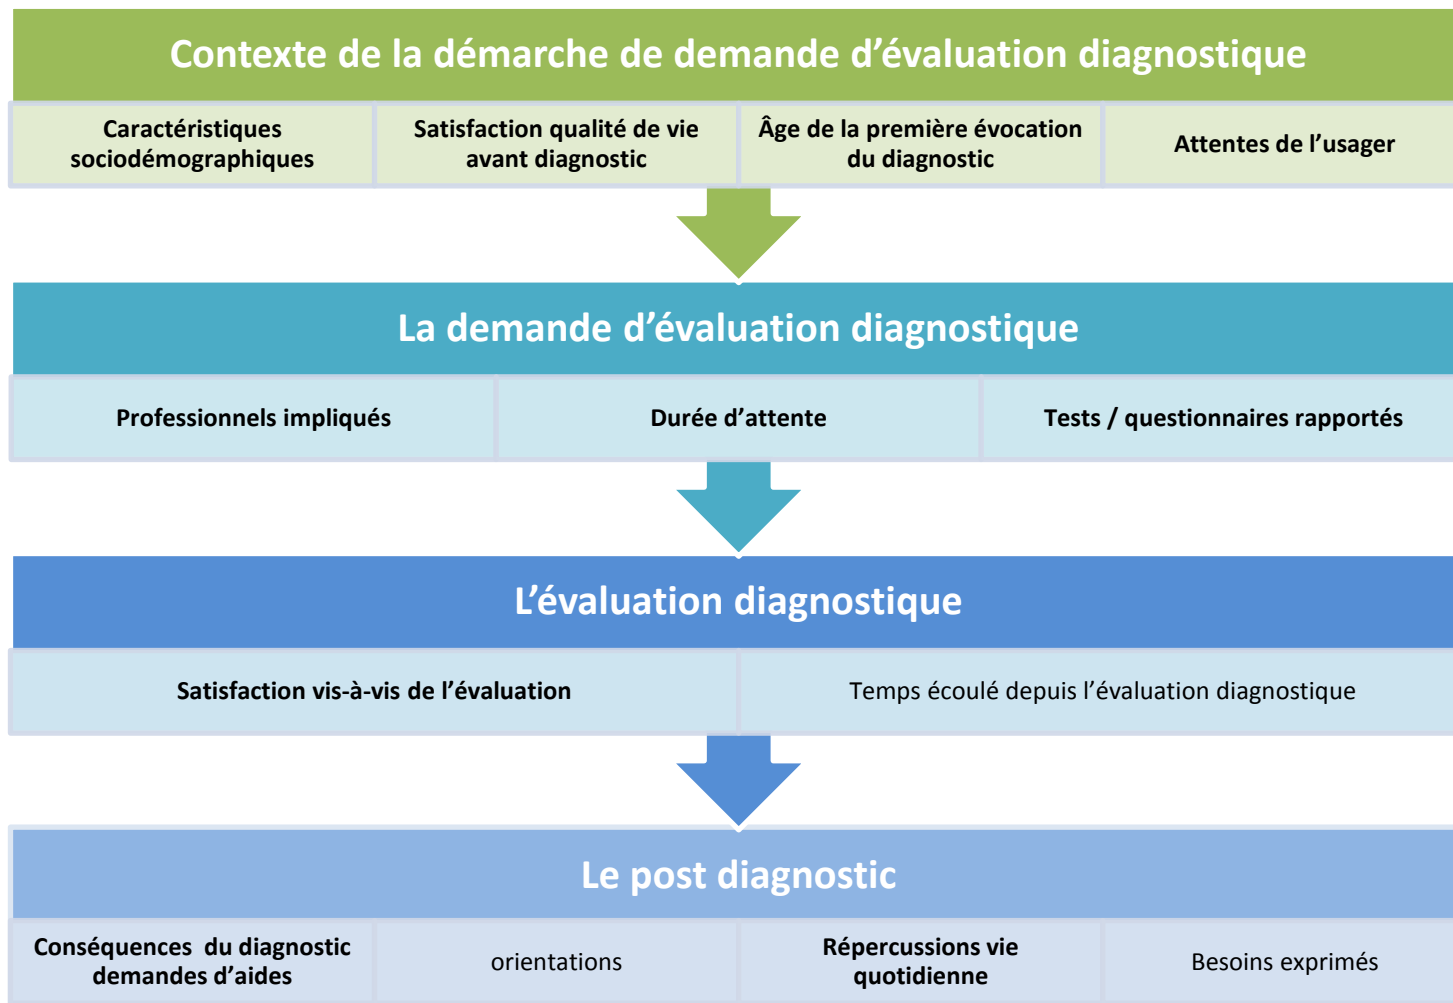 Contexte de la démarche de demande d’évaluation diagnostique
Caractéristiques
sociodémographiques
Satisfaction qualité de vie
avant diagnostic
Âge de la première évocation
du diagnostic
Attentes de l’usager
La demande d’évaluation diagnostique
Professionnels impliqués
Durée d’attente
Tests / questionnaires rapportés
L’évaluation diagnostique
Satisfaction vis-à-vis de l’évaluation
Temps écoulé depuis l’évaluation diagnostique
Le post diagnostic
Conséquences du diagnostic
demandes d’aides
orientations
Répercussions vie
quotidienne
Besoins exprimés